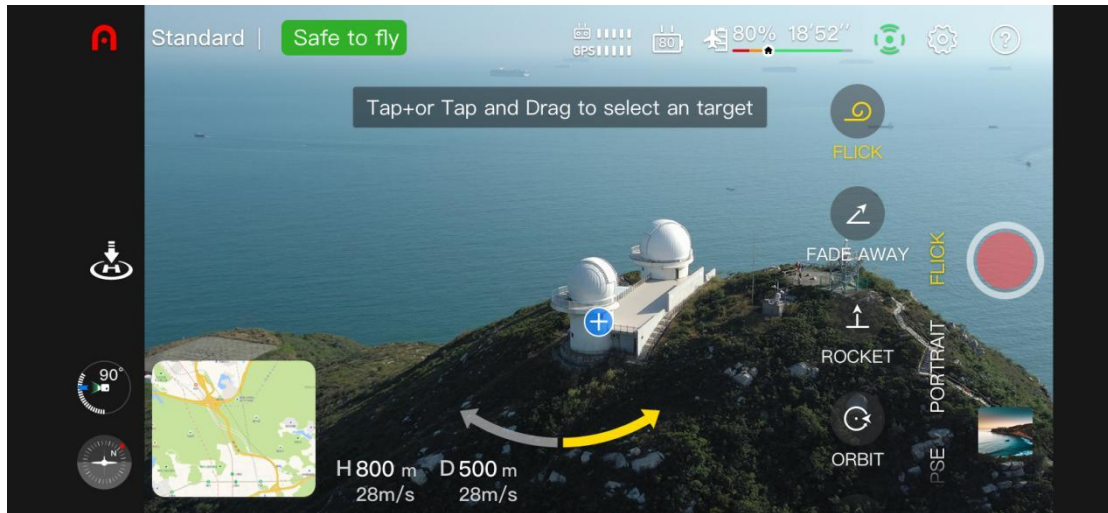 Standard |
Safe to fly
GPS
80
80% 18'52"
?
Tap+or Tap and Drag to select an target
FLICK
FADE AWAY
ROCKET
ORBIT
FLICK
PORTRAIT
PSE
90°
N
H 800 m D 500 m
28m/s 28m/s